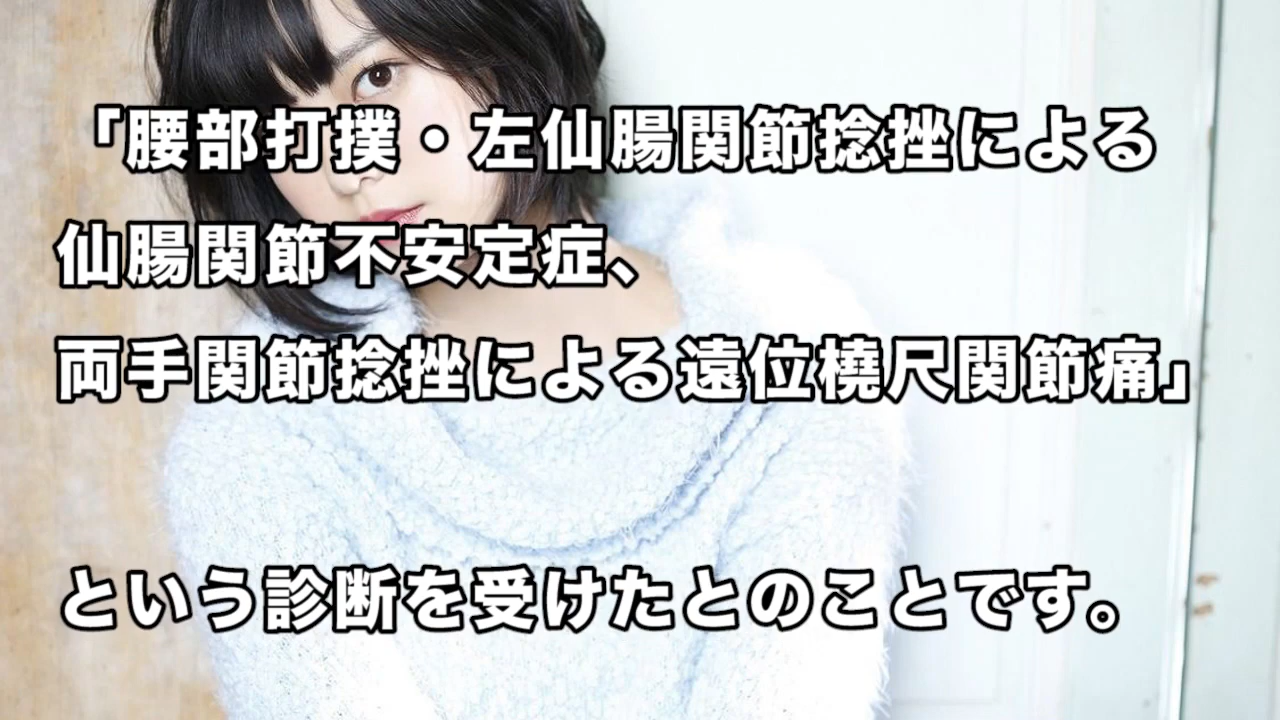 「腰部打撲・左仙腸関節捻挫による
仙腸関節不安定症、
両手関節捻挫による遠位橈尺関節痛」
という診断を受けたとのことです。